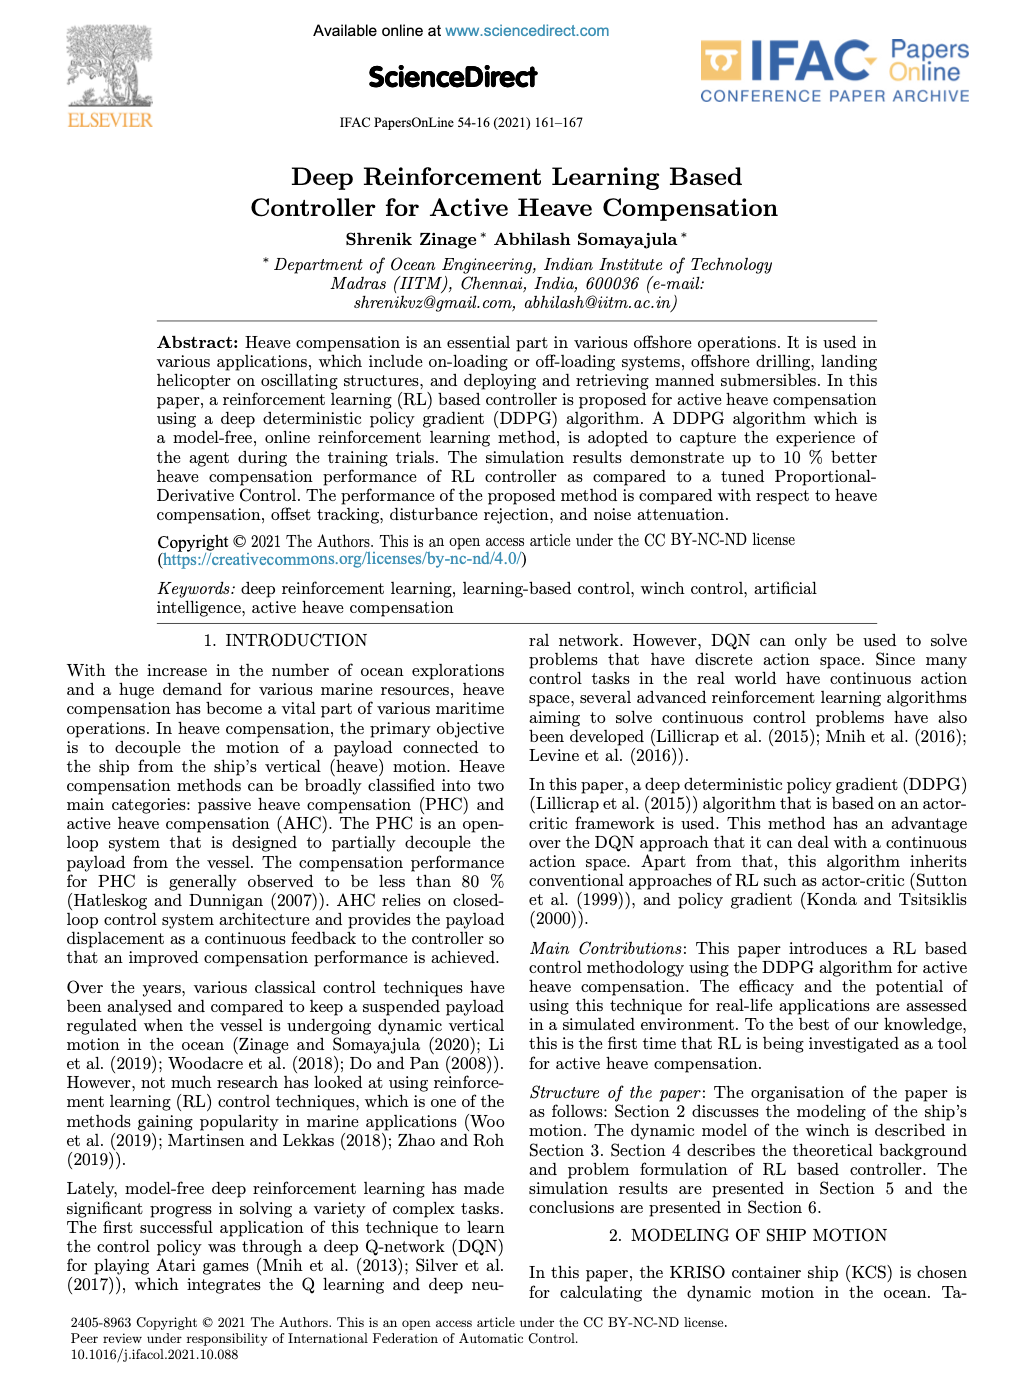 Available online at www.sciencedirect.com
ScienceDirect
ELSEVIER
IFAC PapersOnLine
CONFERENCE PAPER ARCHIVE
IFAC PapersOnLine 54-16 (2021) 161–167
Deep Reinforcement Learning Based
Controller for Active Heave Compensation
Shrenik Zinage * Abhilash Somayajula *
* Department of Ocean Engineering, Indian Institute of Technology
Madras (IITM), Chennai, India, 600036 (e-mail:
shrenikvz@gmail.com, abhilash@iitm.ac.in)
Abstract: Heave compensation is an essential part in various offshore operations. It is used in
various applications, which include on-loading or off-loading systems, offshore drilling, landing
helicopter on oscillating structures, and deploying and retrieving manned submersibles. In this
paper, a reinforcement learning (RL) based controller is proposed for active heave compensation
using a deep deterministic policy gradient (DDPG) algorithm. A DDPG algorithm which is
a model-free, online reinforcement learning method, is adopted to capture the experience of
the agent during the training trials. The simulation results demonstrate up to 10 % better
heave compensation performance of RL controller as compared to a tuned Proportional-
Derivative Control. The performance of the proposed method is compared with respect to heave
compensation, offset tracking, disturbance rejection, and noise attenuation.
Copyright © 2021 The Authors. This is an open access article under the CC BY-NC-ND license
(https://creativecommons.org/licenses/by-nc-nd/4.0/)
Keywords: deep reinforcement learning, learning-based control, winch control, artificial
intelligence, active heave compensation
1. INTRODUCTION
With the increase in the number of ocean explorations
and a huge demand for various marine resources, heave
compensation has become a vital part of various maritime
operations. In heave compensation, the primary objective
is to decouple the motion of a payload connected to
the ship from the ship's vertical (heave) motion. Heave
compensation methods can be broadly classified into two
main categories: passive heave compensation (PHC) and
active heave compensation (AHC). The PHC is an open-
loop system that is designed to partially decouple the
payload from the vessel. The compensation performance
for PHC is generally observed to be less than 80 %
(Hatleskog and Dunnigan (2007)). AHC relies on closed-
loop control system architecture and provides the payload
displacement as a continuous feedback to the controller so
that an improved compensation performance is achieved.
Over the years, various classical control techniques have
been analysed and compared to keep a suspended payload
regulated when the vessel is undergoing dynamic vertical
motion in the ocean (Zinage and Somayajula (2020); Li
et al. (2019); Woodacre et al. (2018); Do and Pan (2008)).
However, not much research has looked at using reinforce-
ment learning (RL) control techniques, which is one of the
methods gaining popularity in marine applications (Woo
et al. (2019); Martinsen and Lekkas (2018); Zhao and Roh
(2019)).
Lately, model-free deep reinforcement learning has made
significant progress in solving a variety of complex tasks.
The first successful application of this technique to learn
the control policy was through a deep Q-network (DQN)
for playing Atari games (Mnih et al. (2013); Silver et al.
(2017)), which integrates the Q learning and deep neu-
ral network. However, DQN can only be used to solve
problems that have discrete action space. Since many
control tasks in the real world have continuous action
space, several advanced reinforcement learning algorithms
aiming to solve continuous control problems have also
been developed (Lillicrap et al. (2015); Mnih et al. (2016);
Levine et al. (2016)).
In this paper, a deep deterministic policy gradient (DDPG)
(Lillicrap et al. (2015)) algorithm that is based on an actor-
critic framework is used. This method has an advantage
over the DQN approach that it can deal with a continuous
action space. Apart from that, this algorithm inherits
conventional approaches of RL such as actor-critic (Sutton
et al. (1999)), and policy gradient (Konda and Tsitsiklis
(2000)).
Main Contributions: This paper introduces a RL based
control methodology using the DDPG algorithm for active
heave compensation. The efficacy and the potential of
using this technique for real-life applications are assessed
in a simulated environment. To the best of our knowledge,
this is the first time that RL is being investigated as a tool
for active heave compensation.
Structure of the paper: The organisation of the paper is
as follows: Section 2 discusses the modeling of the ship's
motion. The dynamic model of the winch is described in
Section 3. Section 4 describes the theoretical background
and problem formulation of RL based controller. The
simulation results are presented in Section 5 and the
conclusions are presented in Section 6.
2. MODELING OF SHIP MOTION
In this paper, the KRISO container ship (KCS) is chosen
for calculating the dynamic motion in the ocean. Ta-
2405-8963 Copyright © 2021 The Authors. This is an open access article under the CC BY-NC-ND license.
Peer review under responsibility of International Federation of Automatic Control.
10.1016/j.ifacol.2021.10.088